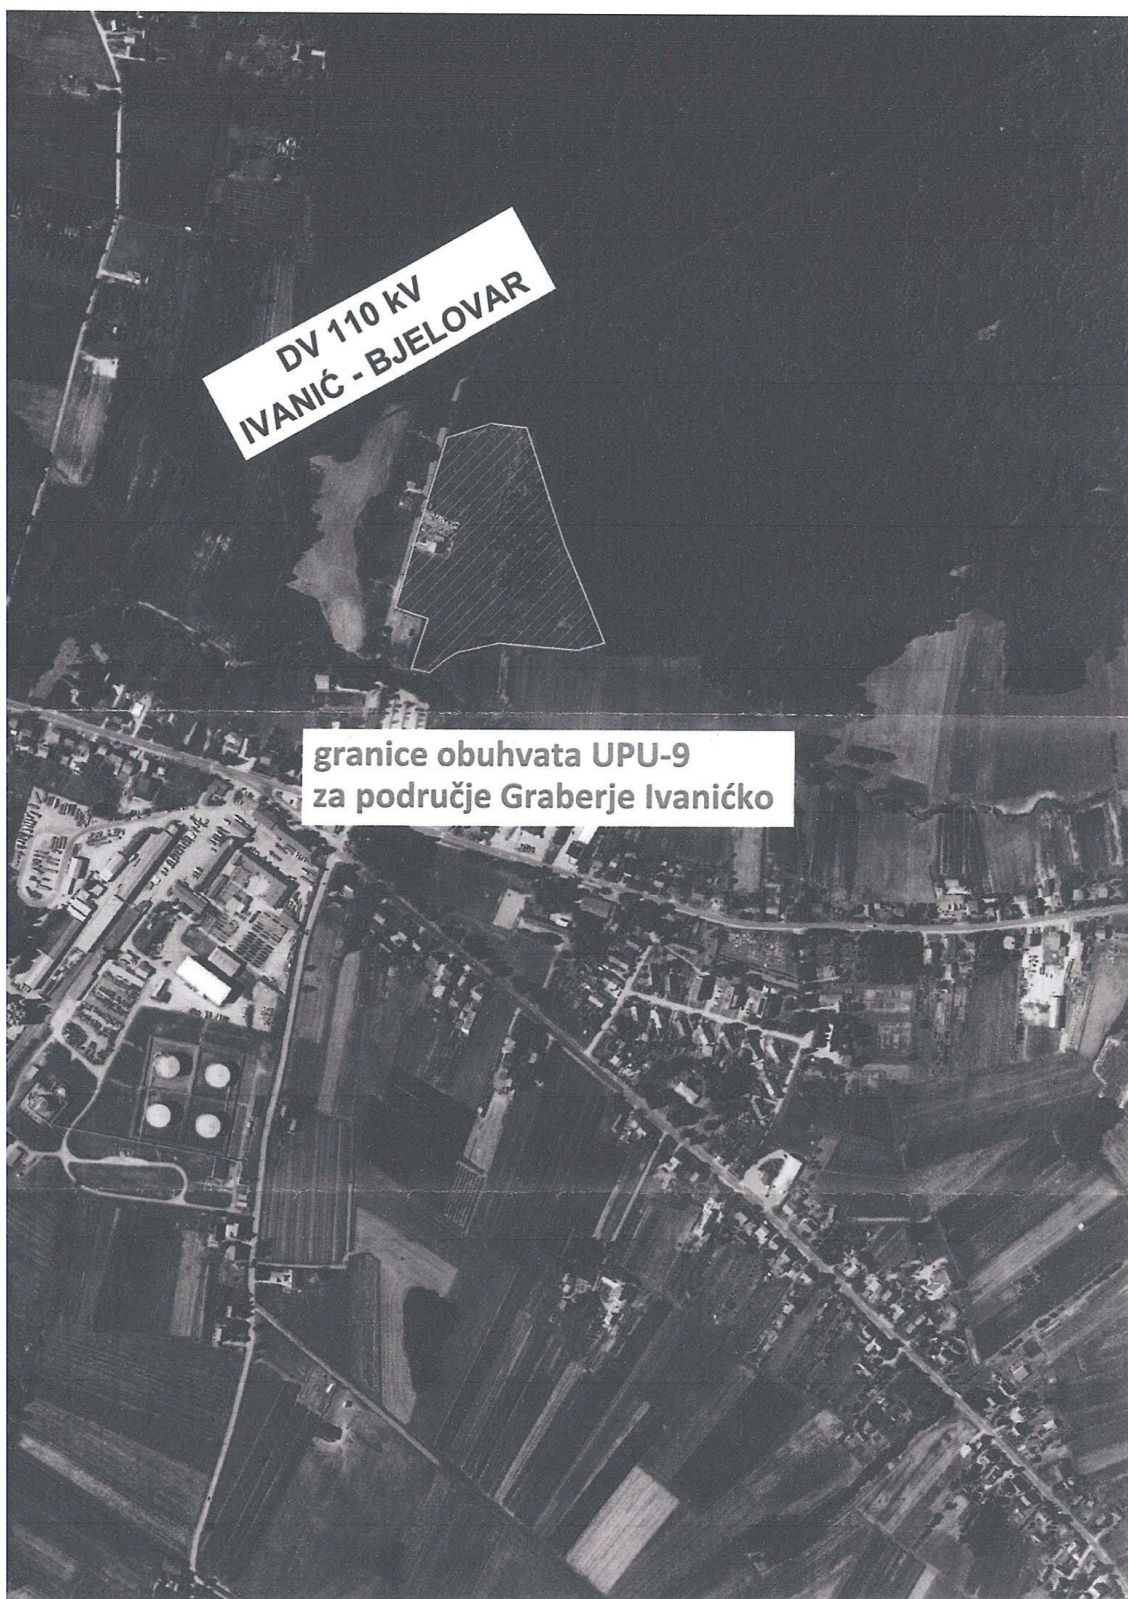 DV 110 kV
IVANIĆ - BJELOVAR
granice obuhvata UPU-9
za područje Graberje Ivanićko